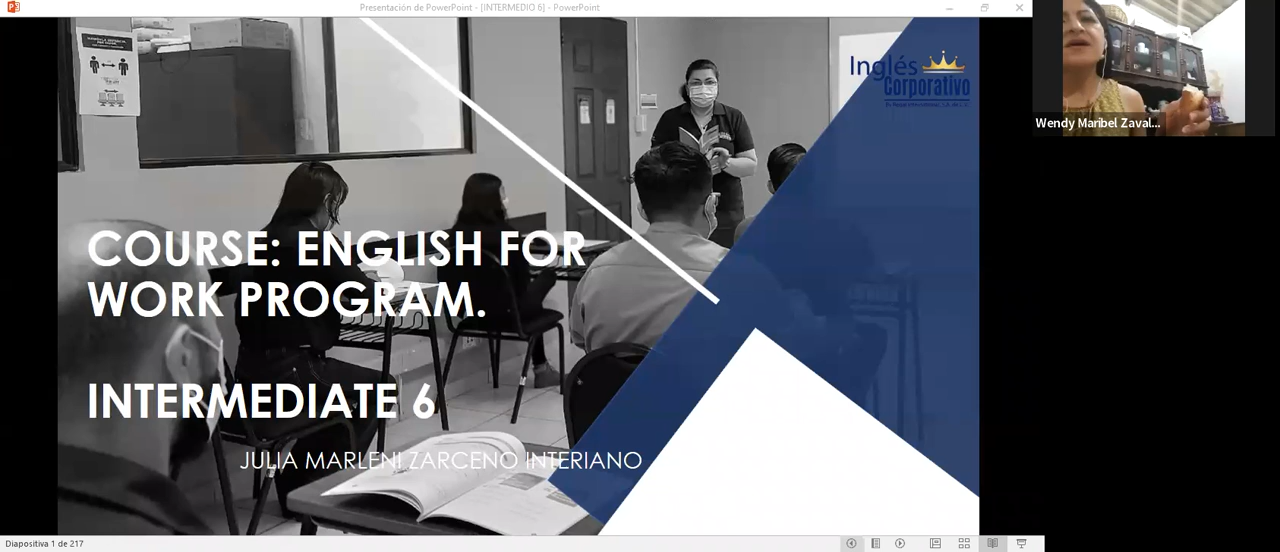 Presentación de PowerPoint - [INTERMEDIO 6] - PowerPoint
Inglés
Corporativo
Wendy Maribel Zaval...
COURSE: ENGLISH FOR
WORK PROGRAM.
INTERMEDIATE 6
JULIA MARLENI ZARCENO INTERIANO
Diapositiva 1 de 217